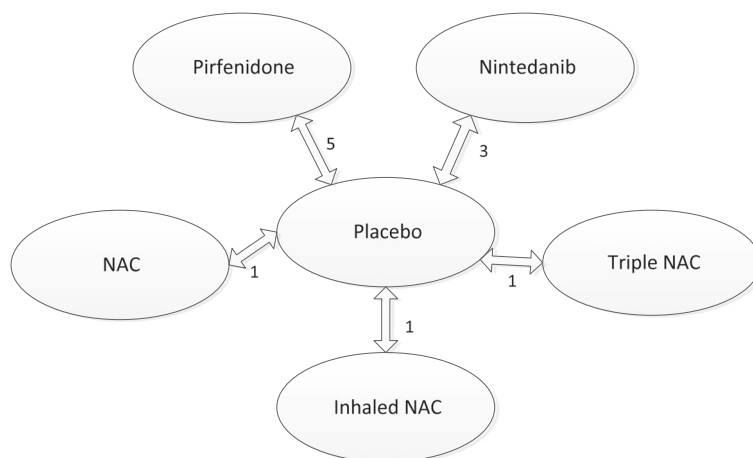 Pirfenidone
Nintedanib
5
3
Placebo
NAC
Triple NAC
1
1
1
Inhaled NAC